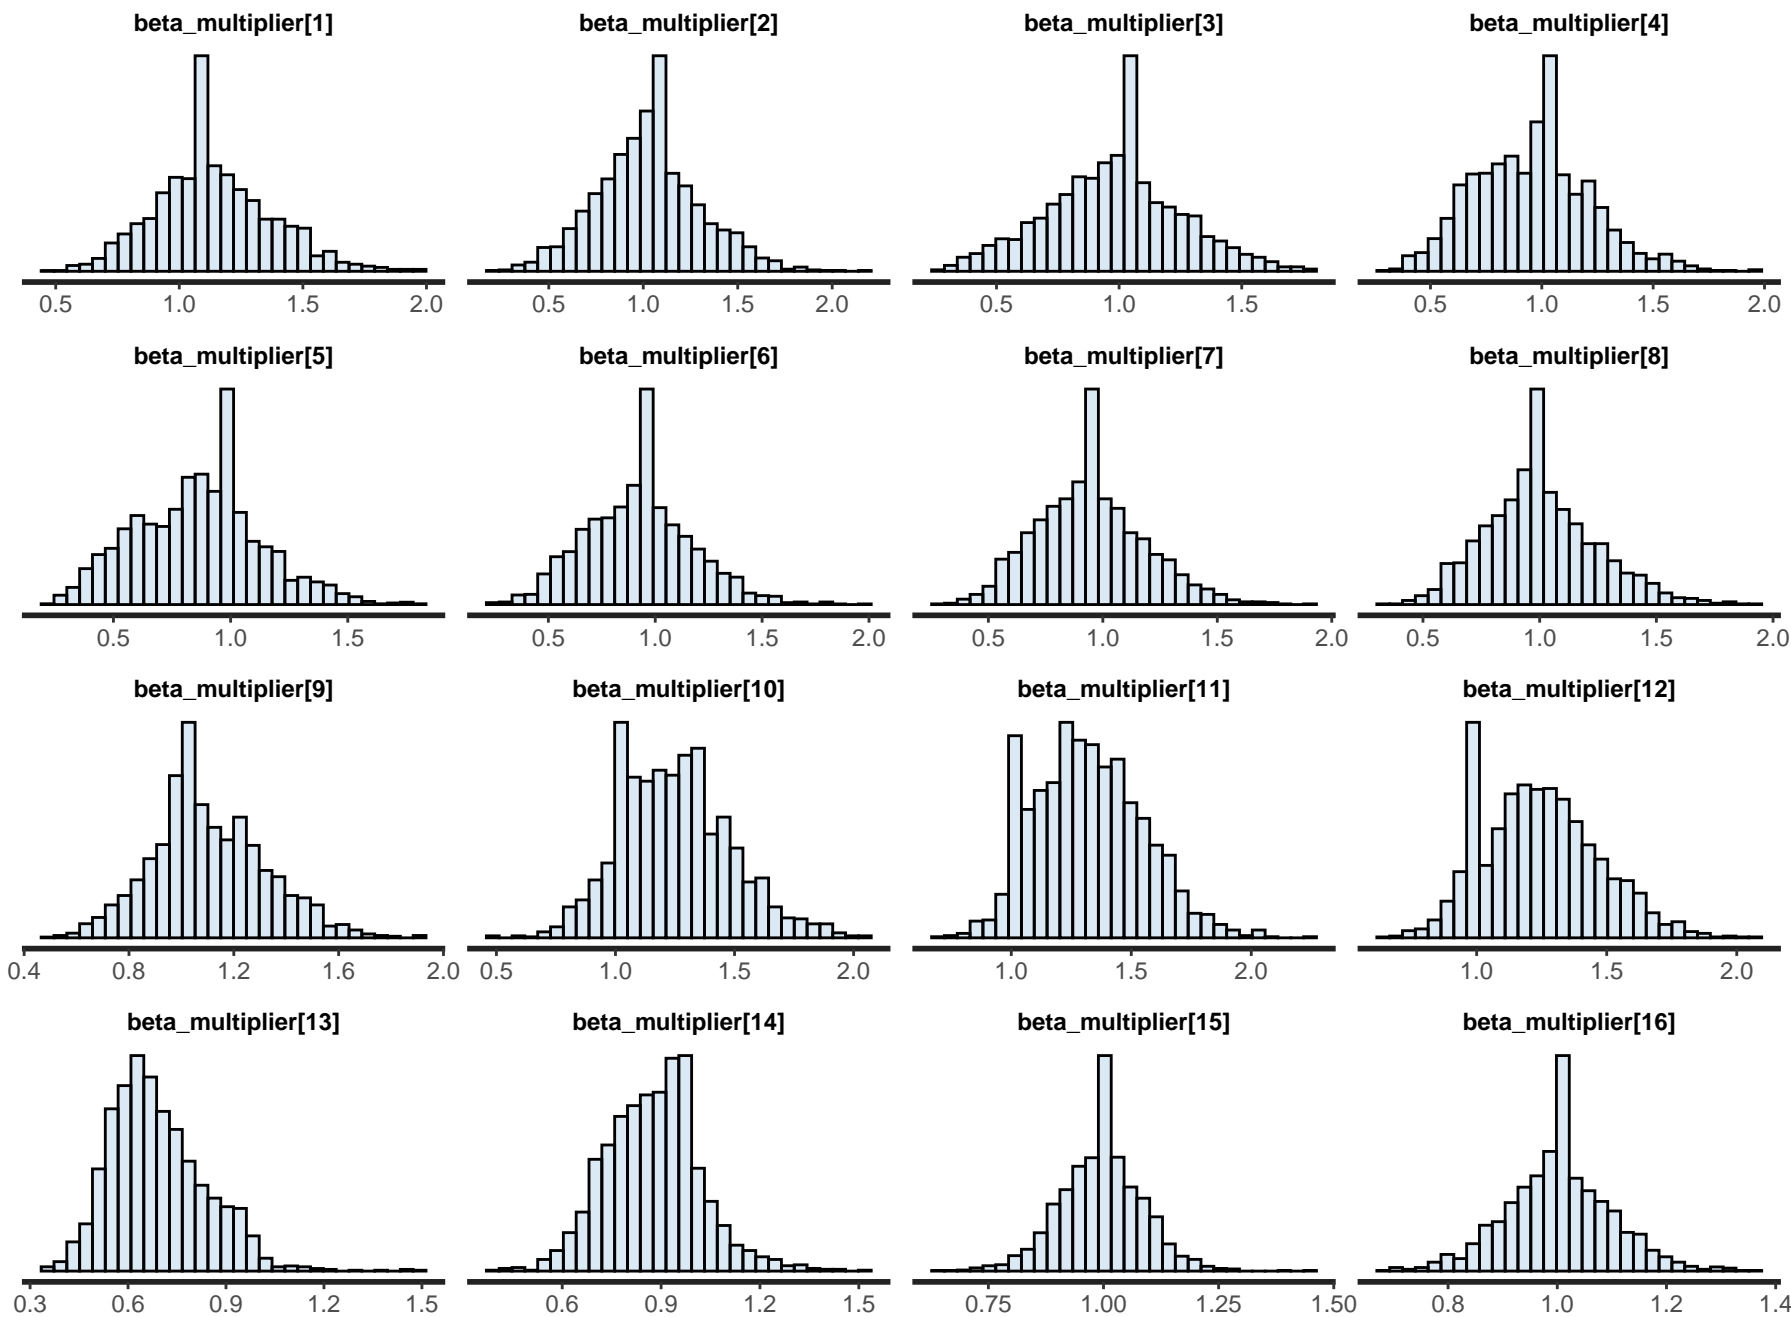 beta_multiplier[1] beta_multiplier[2] beta_multiplier[3] beta_multiplier[4]
0.5 1.0 1.5 2.0 0.5 1.0 1.5 2.0 0.5 1.0 1.5 0.5 1.0 1.5 2.0
beta_multiplier[5] beta_multiplier[6] beta_multiplier[7] beta_multiplier[8]
0.5 1.0 1.5 0.5 1.0 1.5 2.0 0.5 1.0 1.5 2.0 0.5 1.0 1.5 2.0
beta_multiplier[9] beta_multiplier[10] beta_multiplier[11] beta_multiplier[12]
0.4 0.8 1.2 1.6 2.0 0.5 1.0 1.5 2.0 1.0 1.5 2.0 1.0 1.5 2.0
beta_multiplier[13] beta_multiplier[14] beta_multiplier[15] beta_multiplier[16]
0.3 0.6 0.9 1.2 1.5 0.6 0.9 1.2 1.5 0.75 1.00 1.25 1.50 0.8 1.0 1.2 1.4